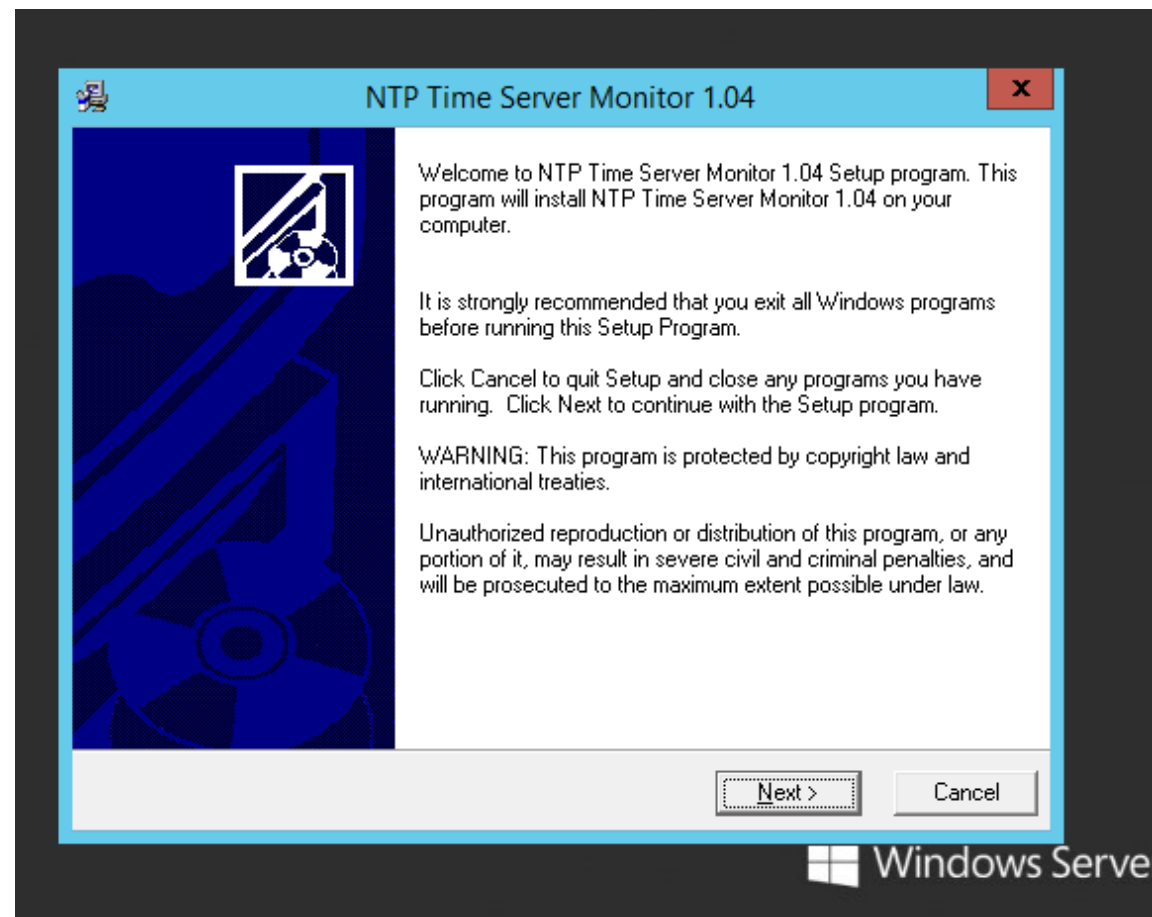 NTP Time Server Monitor 1.04
x
Welcome to NTP Time Server Monitor 1.04 Setup program. This
program will install NTP Time Server Monitor 1.04 on your
computer.
It is strongly recommended that you exit all Windows programs
before running this Setup Program.
Click Cancel to quit Setup and close any programs you have
running. Click Next to continue with the Setup program.
WARNING: This program is protected by copyright law and
international treaties.
Unauthorized reproduction or distribution of this program, or any
portion of it, may result in severe civil and criminal penalties, and
will be prosecuted to the maximum extent possible under law.
Next >
Cancel
Windows Serve